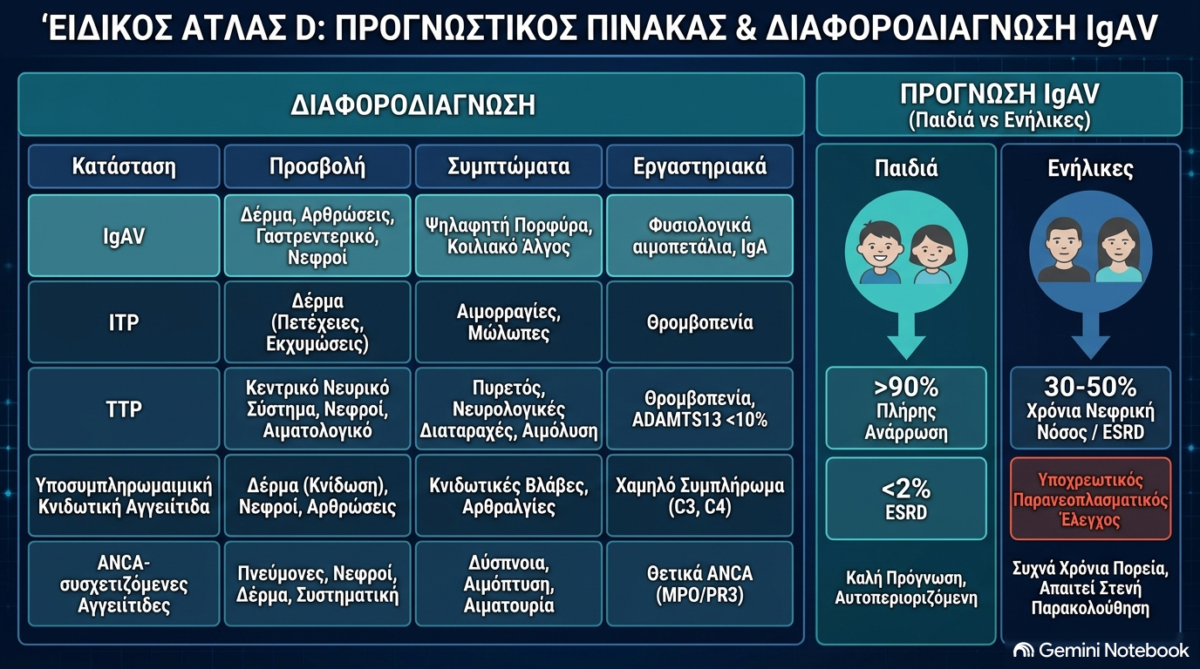 ‘ΕΙΔΙΚΟΣ ΑΤΛΑΣ D: ΠΡΟΓΝΩΣΤΙΚΟΣ ΠΙΝΑΚΑΣ & ΔΙΑΦΟΡΟΔΙΑΓΝΩΣΗ IgAV
ΔΙΑΦΟΡΟΔΙΑΓΝΩΣΗ
Κατάσταση
Προσβολή
Συμπτώματα
Εργαστηριακά
IgAV
Δέρμα, Αρθρώσεις,
Γαστρεντερικό,
Νεφροί
Ψηλαφητή Πορφύρα,
Κοιλιακό Άλγος
Φυσιολογικά
αιμοπετάλια, IgA
ITP
Δέρμα
(Πετέχειες,
Εκχυμώσεις)
Αιμορραγίες,
Μώλωπες
Θρομβοπενία
TTP
Κεντρικό Νευρικό
Σύστημα, Νεφροί,
Αιματολογικό
Πυρετός,
Νευρολογικές
Διαταραχές, Αιμόλυση
Θρομβοπενία,
ADAMTS13 <10%
Υποσυμπληρωμαιμική
Κνιδωτική Αγγειίτιδα
Δέρμα (Κνίδωση),
Νεφροί, Αρθρώσεις
Κνιδωτικές Βλάβες,
Αρθραλγίες
Χαμηλό Συμπλήρωμα
(C3, C4)
ANCA-
συσχετιζόμενες
Αγγειίτιδες
Πνεύμονες, Νεφροί,
Δέρμα, Συστηματική
Δύσπνοια,
Αιμόπτυση,
Αιματουρία
Θετικά ANCA
(MPO/PR3)
ΠΡΟΓΝΩΣΗ IgAV
(Παιδιά vs Ενήλικες)
Παιδιά
>90%
Πλήρης
Ανάρρωση
<2%
ESRD
Καλή Πρόγνωση,
Αυτοπεριοριζόμενη
Ενήλικες
30-50%
Χρόνια Νεφρική
Νόσος / ESRD
Υποχρεωτικός
Παρανεοπλασματικός
Έλεγχος
Συχνά Χρόνια Πορεία,
Απαιτεί Στενή
Παρακολούθηση
Gemini Notebook